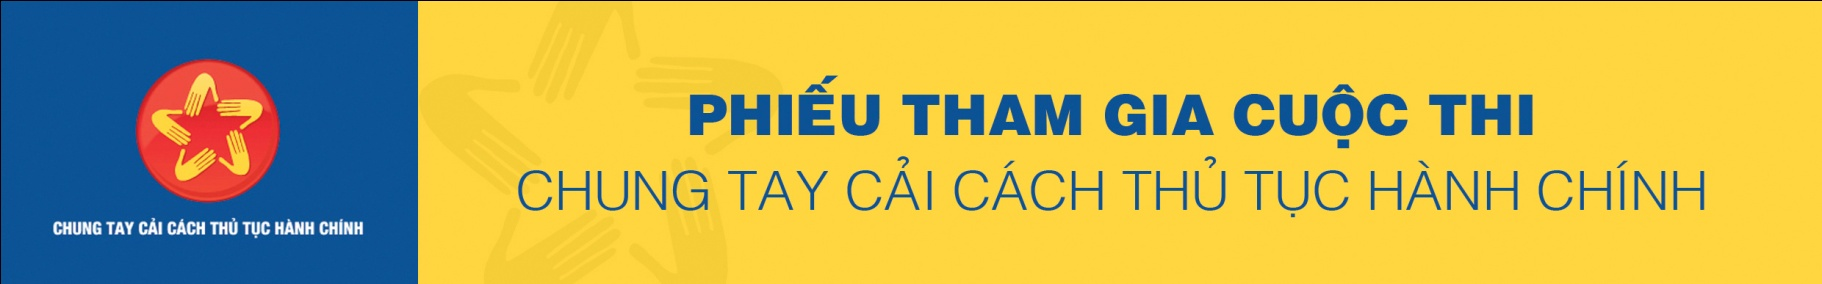 CHUNG TAY CẢI CÁCH THỦ TỤC HÀNH CHÍNH
PHIẾU THAM GIA CUỘC THI
CHUNG TAY CẢI CÁCH THỦ TỤC HÀNH CHÍNH